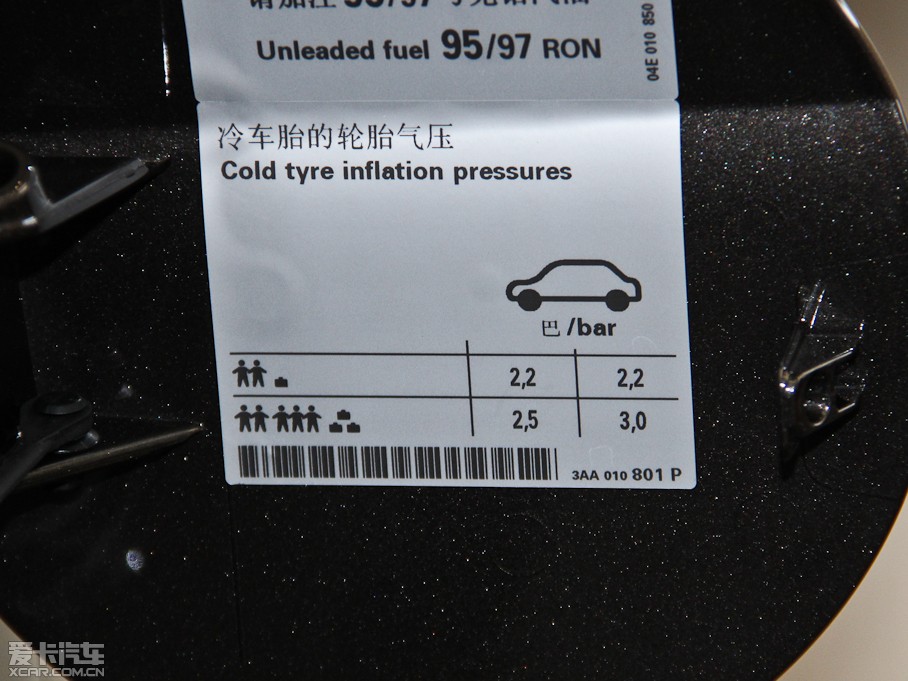 95/97
Unleaded fuel 95/97 RON
04E 010 850
冷车胎的轮胎气压
Cold tyre inflation pressures
巴/bar
2,2 2,2
2,5 3,0
3AA 010 801 P
爱卡汽车
XCAR.COM.CN